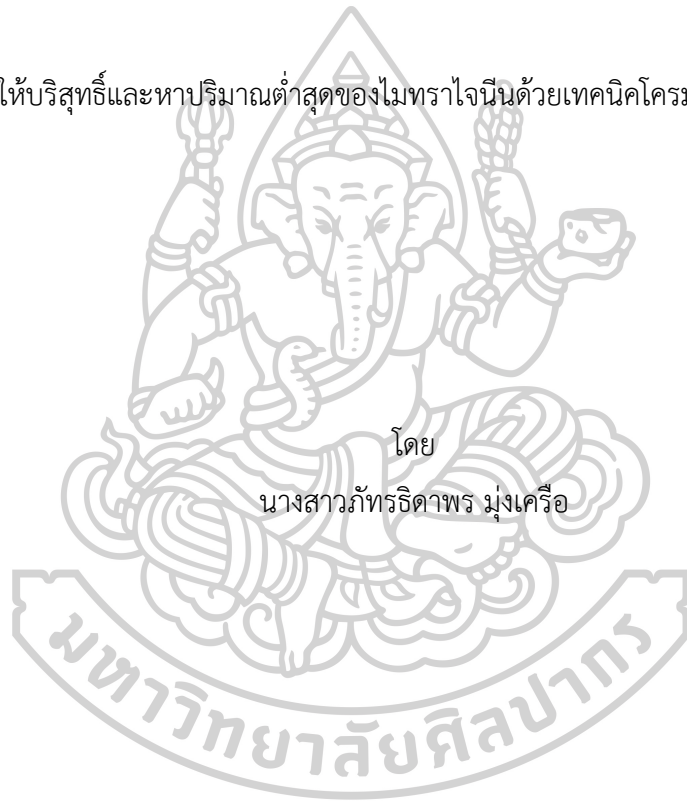 ให้บริสุทธิ์และหาปริมาณต่ำสุดของไมทราไจนีนด้วยเทคนิคโครม
โดย
นางสาวภัทรธิดาพร มุ่งเครือ
มหาวิทยาลัยศิลปากร